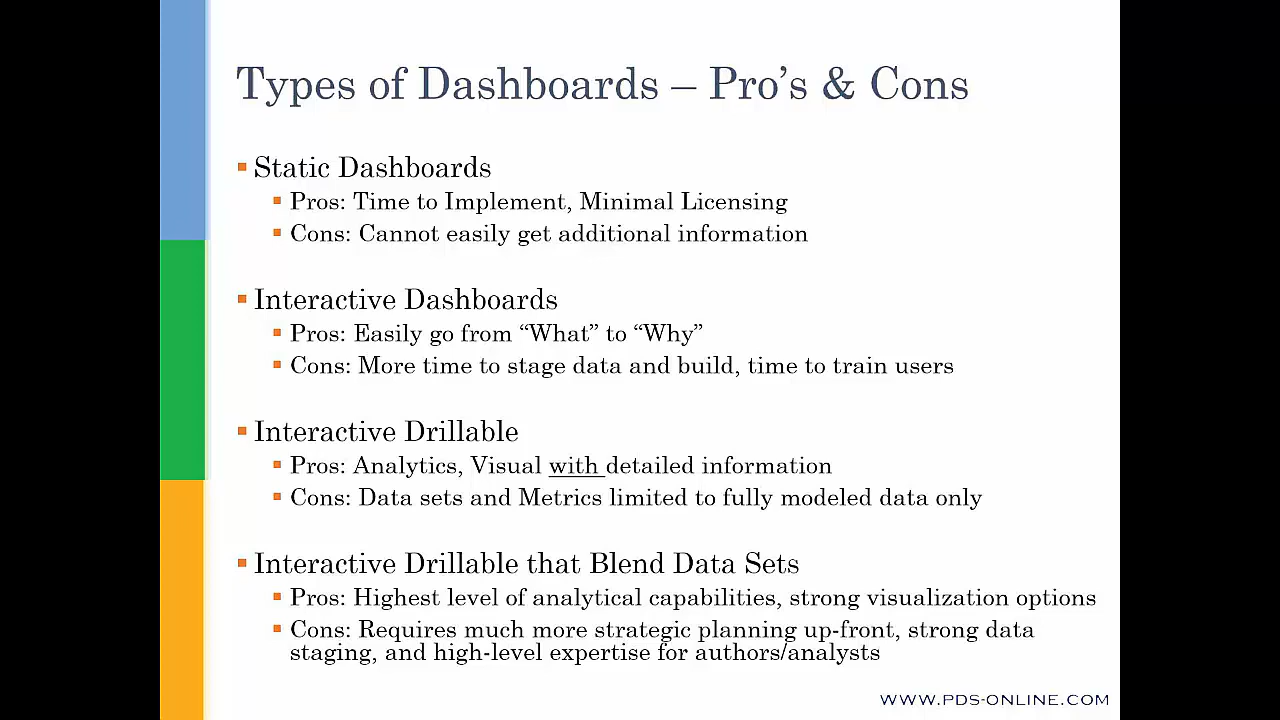 Types of Dashboards – Pro’s & Cons
Static Dashboards
Pros: Time to Implement, Minimal Licensing
Cons: Cannot easily get additional information
Interactive Dashboards
Pros: Easily go from “What” to “Why”
Cons: More time to stage data and build, time to train users
Interactive Drillable
Pros: Analytics, Visual with detailed information
Cons: Data sets and Metrics limited to fully modeled data only
Interactive Drillable that Blend Data Sets
Pros: Highest level of analytical capabilities, strong visualization options
Cons: Requires much more strategic planning up-front, strong data
staging, and high-level expertise for authors/analysts
WWW.PDS-ONLINE.COM